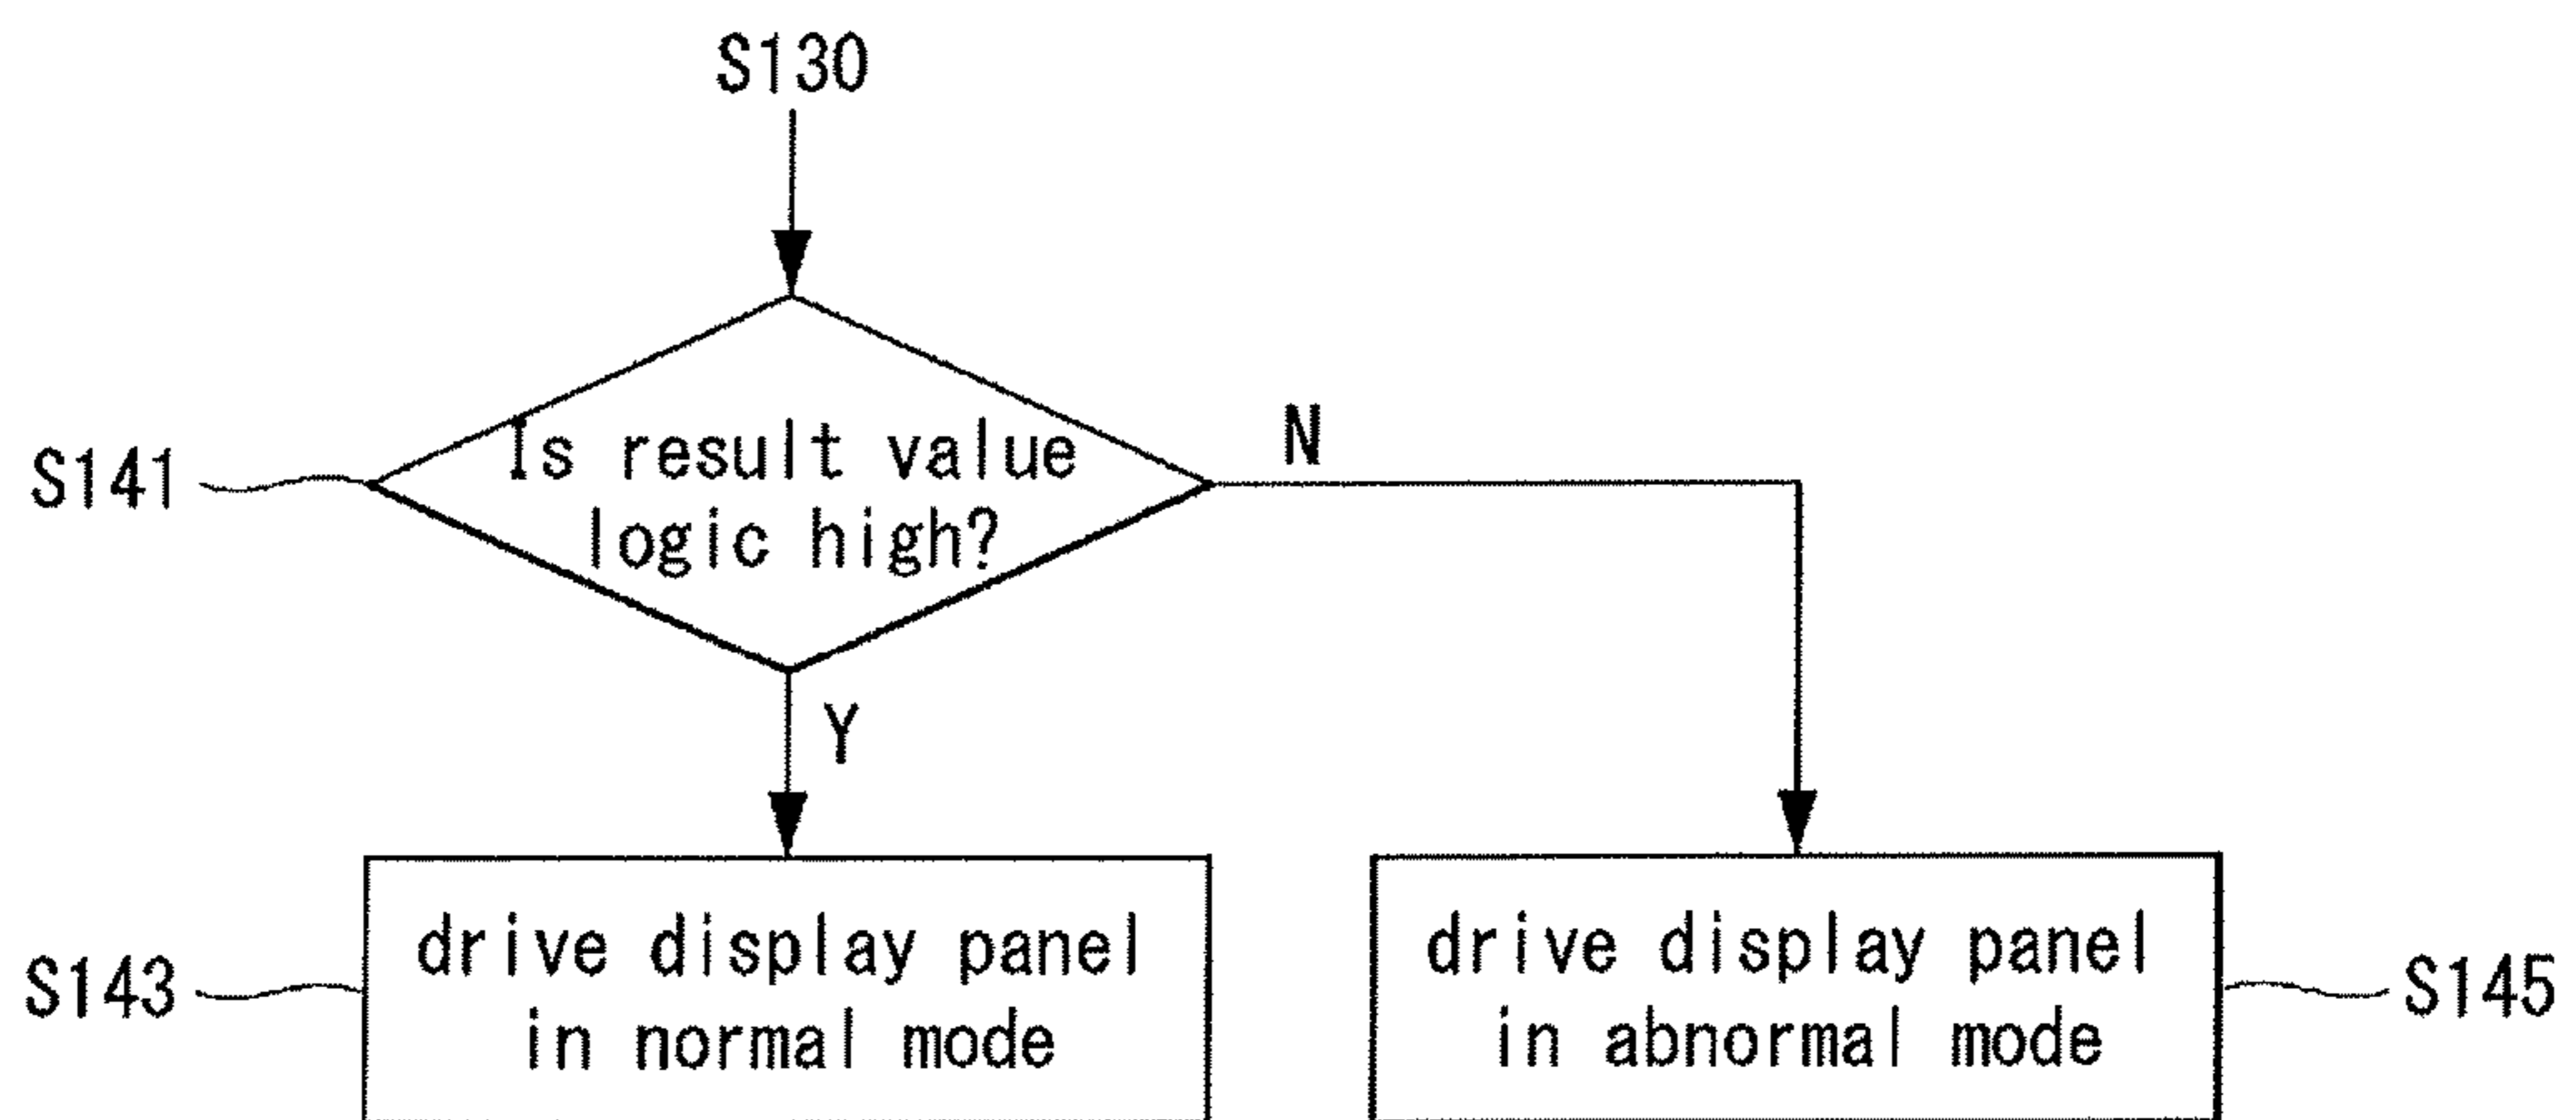 S130
S141
Is result value
logic high?
N
Y
S143
drive display panel
in normal mode
drive display panel
in abnormal mode
S145